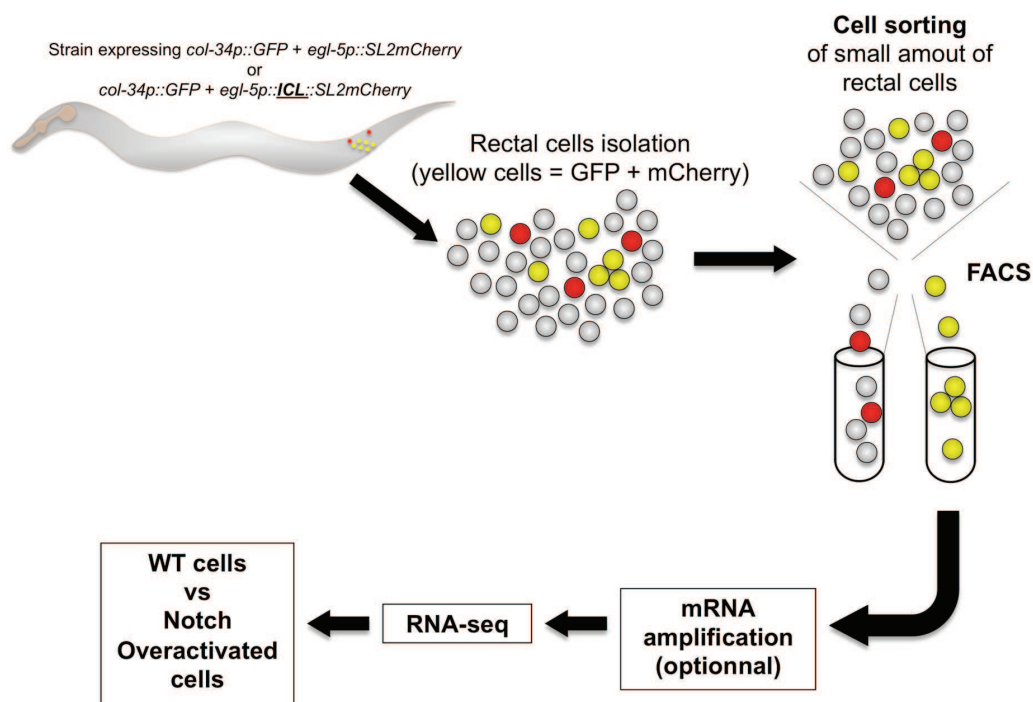 Strain expressing col-34p::GFP + egl-5p::SL2mCherry
or
col-34p::GFP + egl-5p::ICL::SL2mCherry
Rectal cells isolation
(yellow cells = GFP + mCherry)
Cell sorting
of small amout of
rectal cells
FACS
mRNA
amplification
(optionnal)
RNA-seq
WT cells
vs
Notch
Overactivated
cells